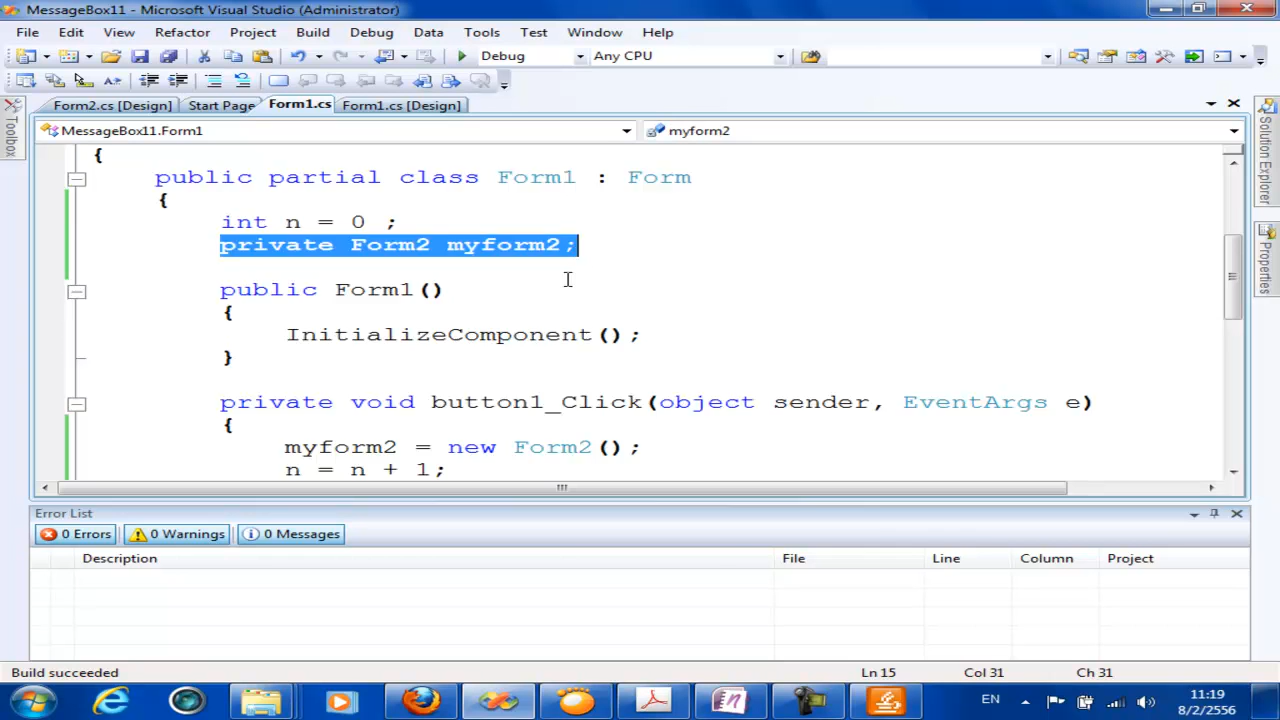 MessageBox11 - Microsoft Visual Studio (Administrator)
File Edit View Refactor Project Build Debug Data Tools Test Window Help
Debug Any CPU
Form2.cs [Design] Start Page Form1.cs Form1.cs [Design]
MessageBox11.Form1 myform2
{
public partial class Form1 : Form
{
int n = 0 ;
private Form2 myform2;
public Form1()
{
InitializeComponent();
}
private void button1_Click(object sender, EventArgs e)
{
myform2 = new Form2();
n = n + 1;
Toolbox
Solution Explorer
Properties
Error List
0 Errors 0 Warnings 0 Messages
Description File Line Column Project
Build succeeded Ln 15 Col 31 Ch 31
EN 11:19
8/2/2556